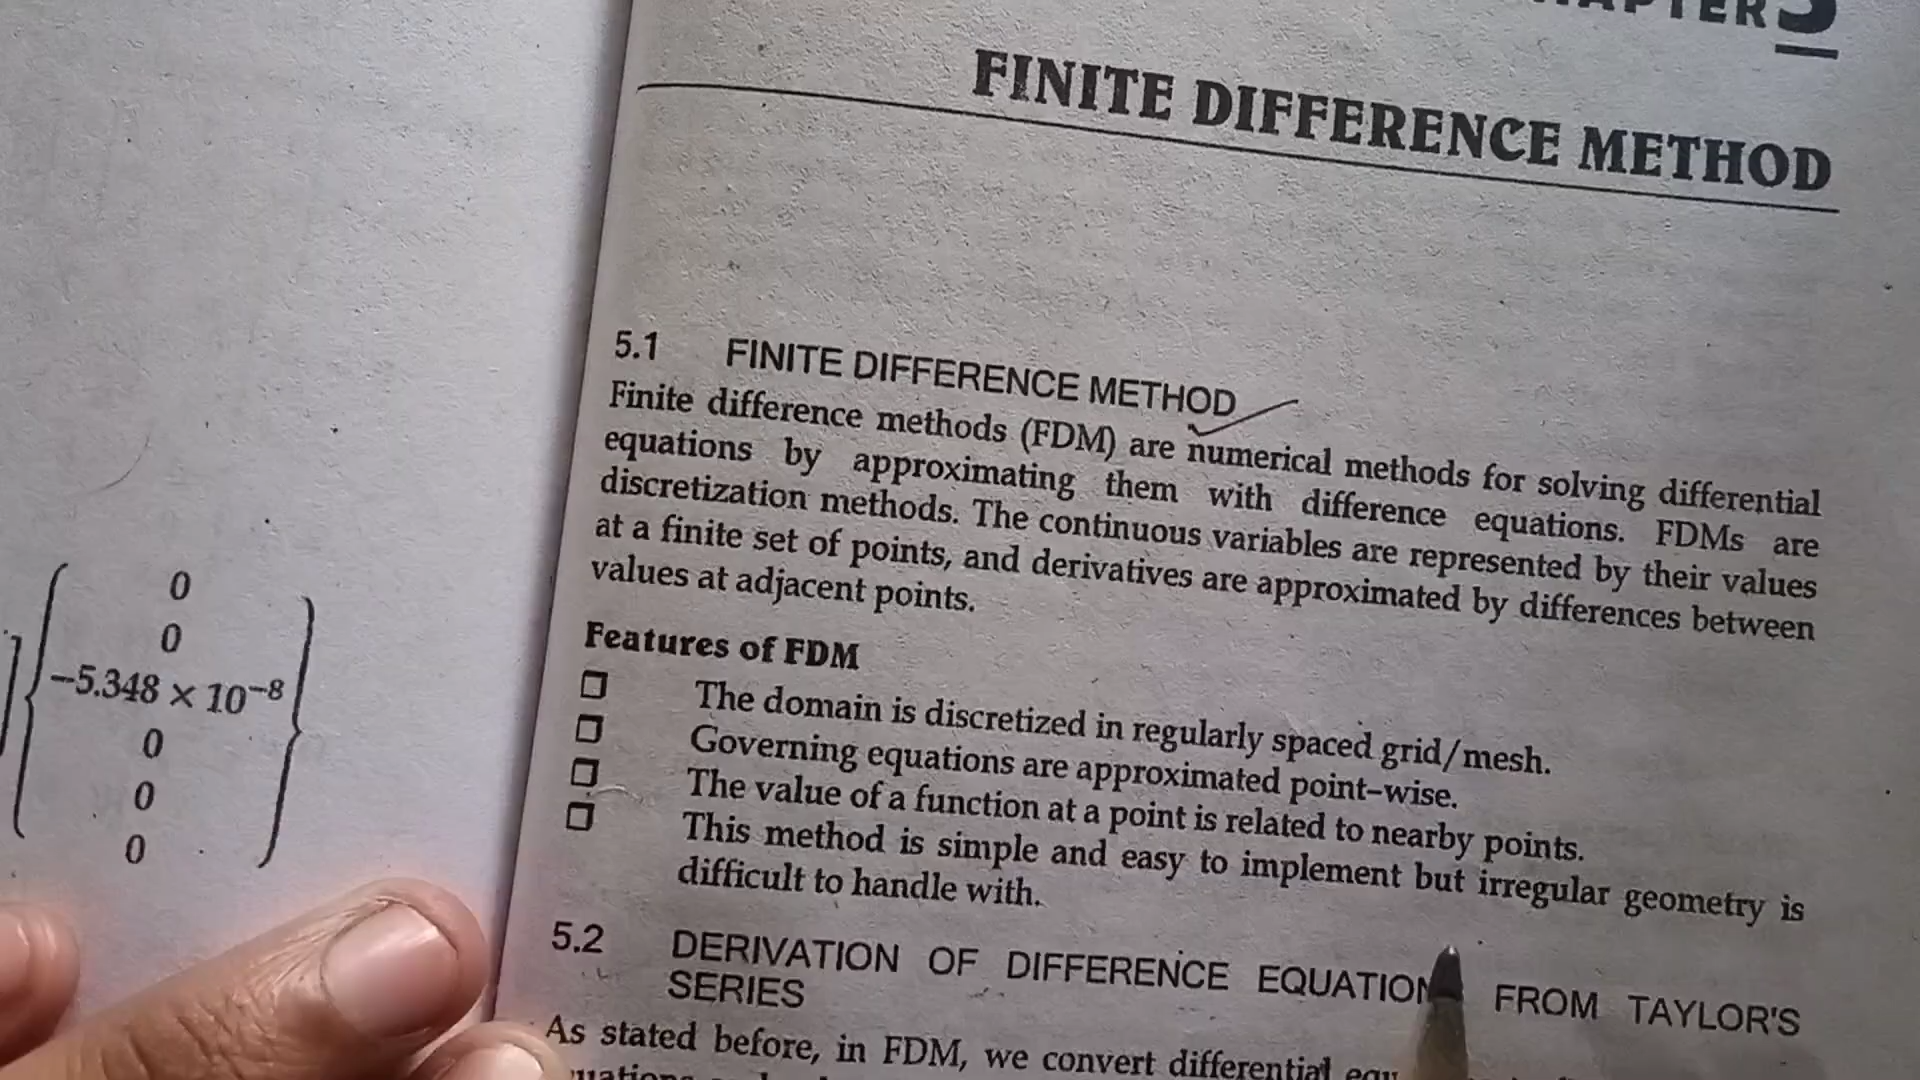 0
0
−5.348 × 10⁻⁸
0
0
0
CHAPTER 5
FINITE DIFFERENCE METHOD
5.1 FINITE DIFFERENCE METHOD
Finite difference methods (FDM) are numerical methods for solving differential
equations by approximating them with difference equations. FDMs are
discretization methods. The continuous variables are represented by their values
at a finite set of points, and derivatives are approximated by differences between
values at adjacent points.
Features of FDM
❒ The domain is discretized in regularly spaced grid/mesh.
❒ Governing equations are approximated point-wise.
❒ The value of a function at a point is related to nearby points.
❒ This method is simple and easy to implement but irregular geometry is
difficult to handle with.
5.2 DERIVATION OF DIFFERENCE EQUATION FROM TAYLOR'S
SERIES
As stated before, in FDM, we convert differential